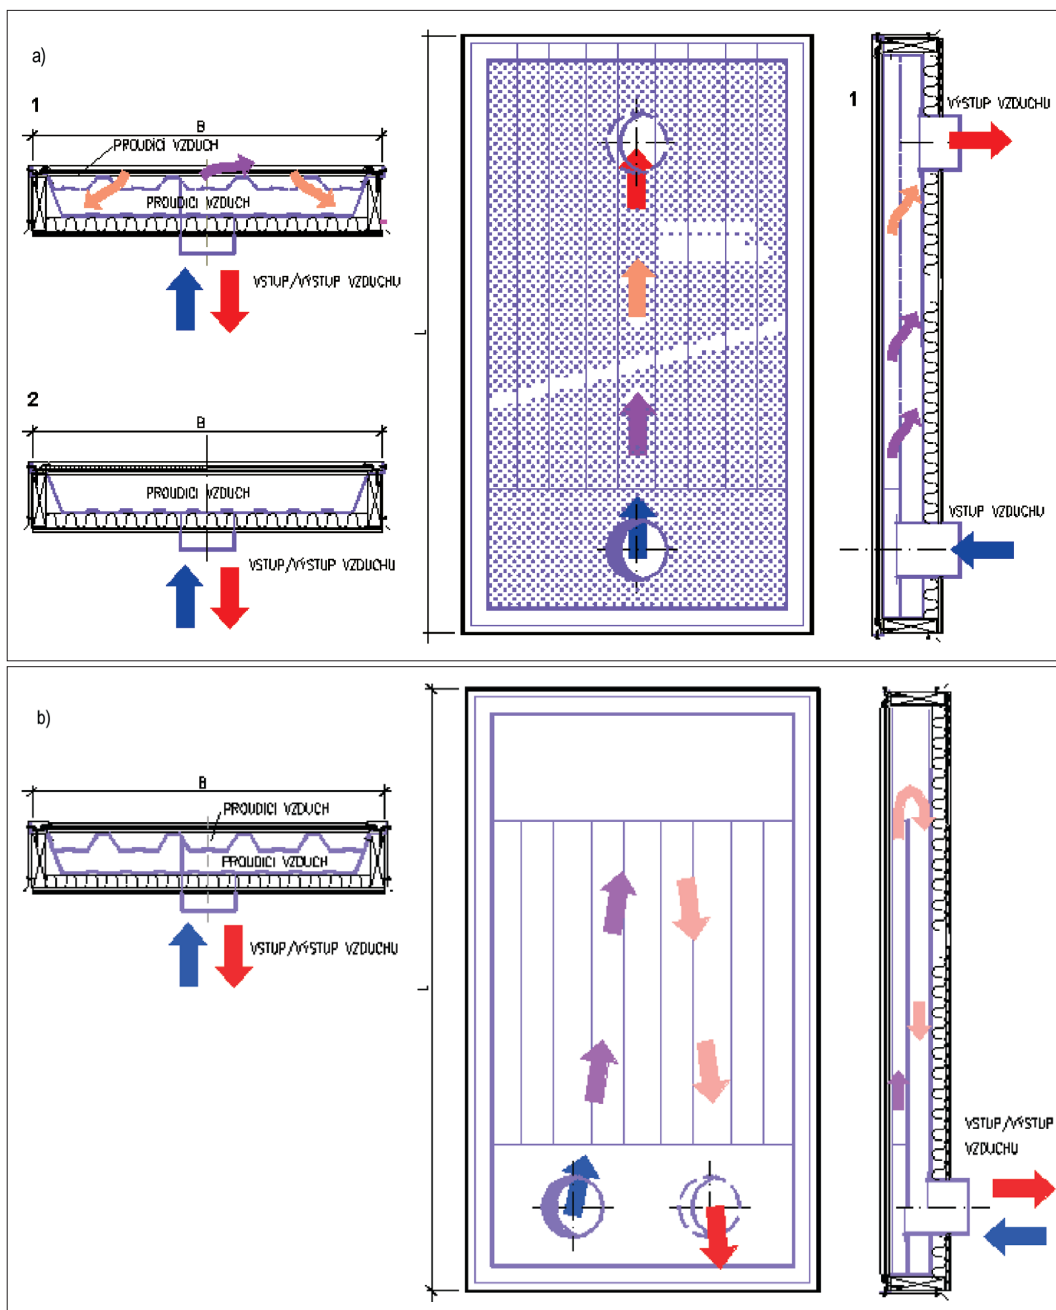 a)
1
B
PROUDÍCÍ VZDUCH
PROUDÍCÍ VZDUCH
VSTUP/VÝSTUP VZDUCHU
2
B
PROUDÍCÍ VZDUCH
VSTUP/VÝSTUP VZDUCHU
L
1
VÝSTUP VZDUCHU
VSTUP VZDUCHU
b)
B
PROUDÍCÍ VZDUCH
PROUDÍCÍ VZDUCH
VSTUP/VÝSTUP VZDUCHU
L
VSTUP/VÝSTUP
VZDUCHU